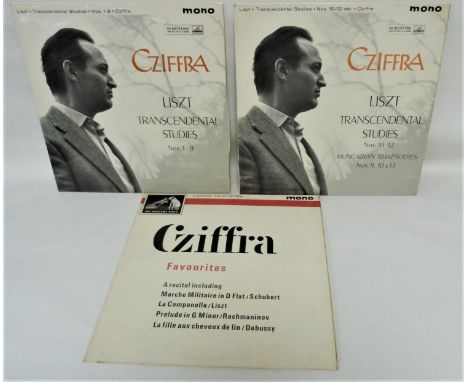 Liszt • Transcendental Studies • Nos. 1-9 • Cziffra
mono
CZIFFRA
LISZT
TRANSCENDENTAL
STUDIES
Nos. 1-9
Liszt • Transcendental Studies • Nos. 10-12, etc. • Cziffra
mono
CZIFFRA
LISZT
TRANSCENDENTAL
STUDIES
Nos. 10-12
HUNGARIAN RHAPSODIES
Nos. 9, 10 & 13
CZIFFRA FAVOURITES
mono
Cziffra
Favourites
A recital including
Marche Militaire in D Flat/Schubert
La Campanella/Liszt
Prelude in G Minor/Rachmaninov
La fille aux cheveux de lin/Debussy